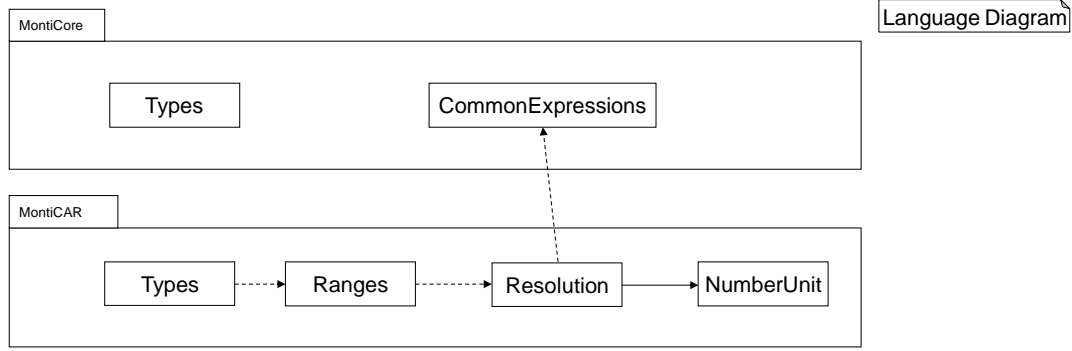 MontiCore
Language Diagram
Types
CommonExpressions
MontiCAR
Types
Ranges
Resolution
NumberUnit